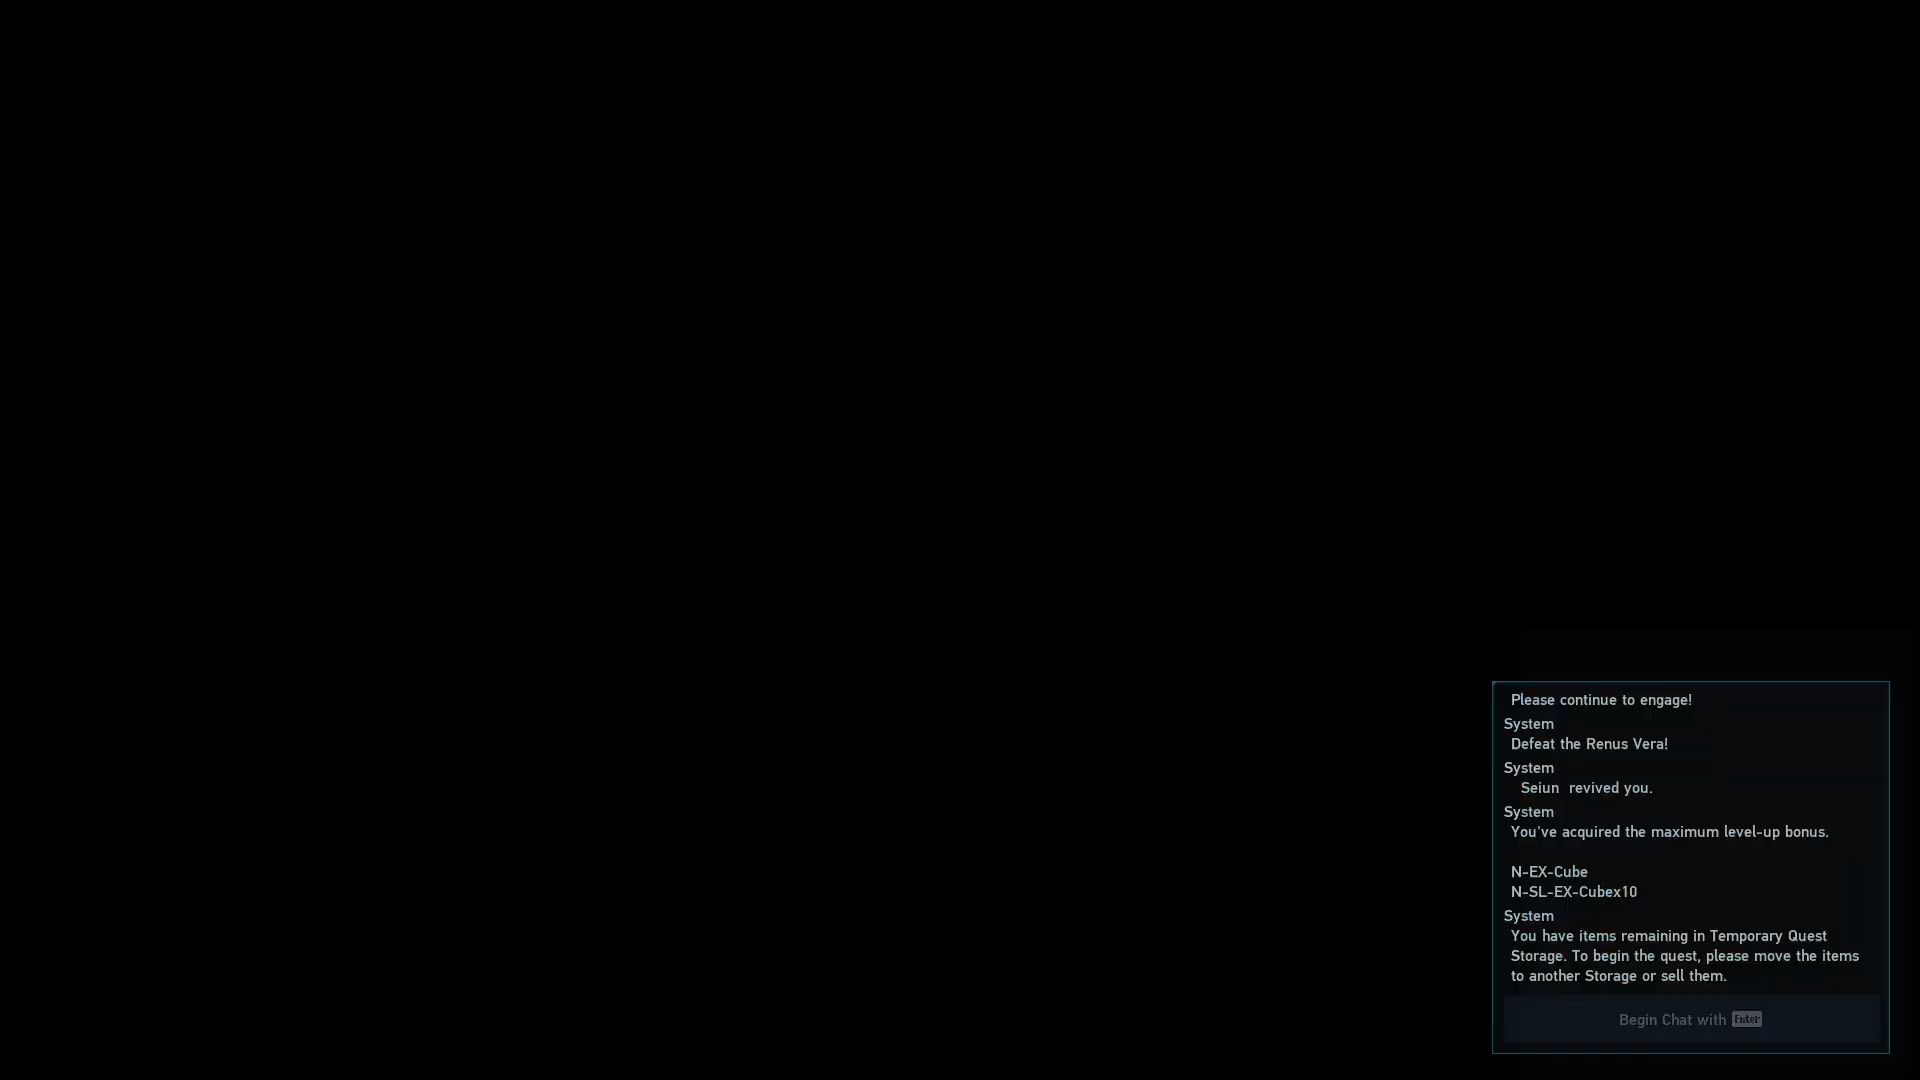 Please continue to engage!
System
Defeat the Renus Vera!
System
Seiun revived you.
System
You've acquired the maximum level-up bonus.
N-EX-Cube
N-SL-EX-Cubex10
System
You have items remaining in Temporary Quest
Storage. To begin the quest, please move the items
to another Storage or sell them.
Begin Chat with Enter